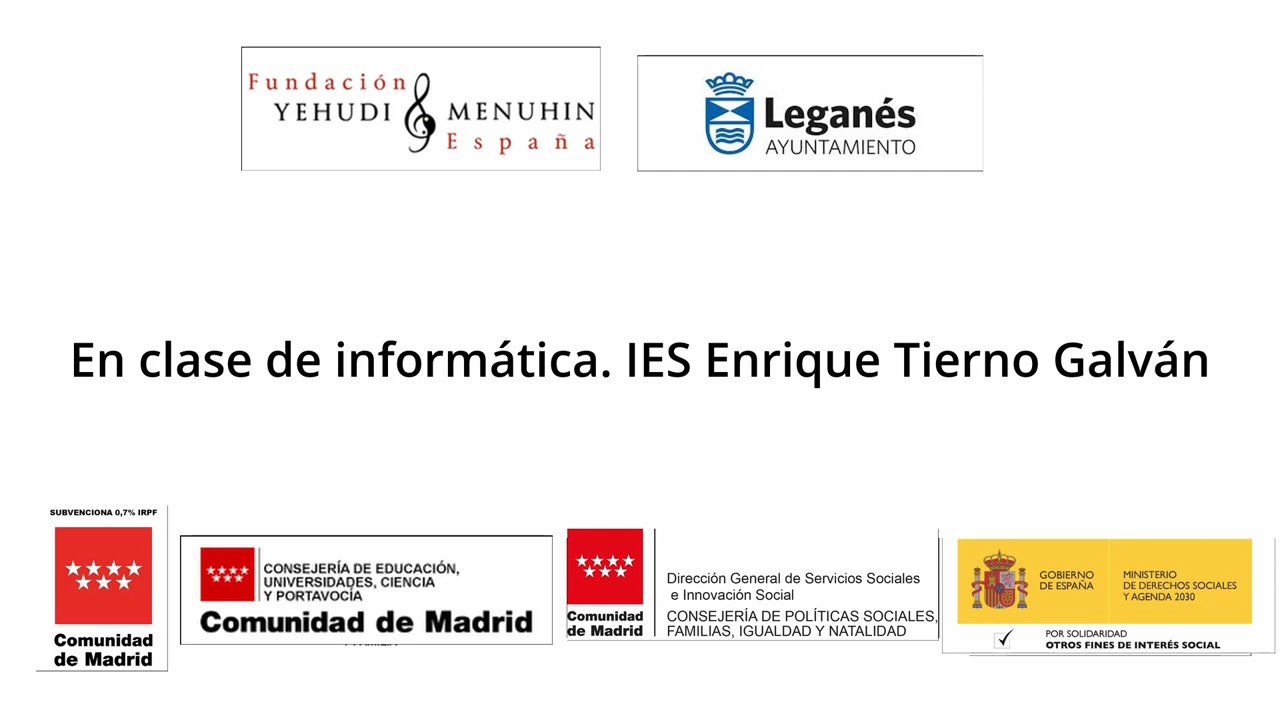 Fundación
YEHUDI MENUHIN
España
Leganés
AYUNTAMIENTO
En clase de informática. IES Enrique Tierno Galván
SUBVENCIONA 0,7% IRPF
Comunidad
de Madrid
CONSEJERÍA DE EDUCACIÓN,
UNIVERSIDADES, CIENCIA
Y PORTAVOCÍA
Comunidad de Madrid
Comunidad
de Madrid
Dirección General de Servicios Sociales
e Innovación Social
CONSEJERÍA DE POLÍTICAS SOCIALES,
FAMILIAS, IGUALDAD Y NATALIDAD
GOBIERNO
DE ESPAÑA
MINISTERIO
DE DERECHOS SOCIALES
Y AGENDA 2030
POR SOLIDARIDAD
OTROS FINES DE INTERÉS SOCIAL